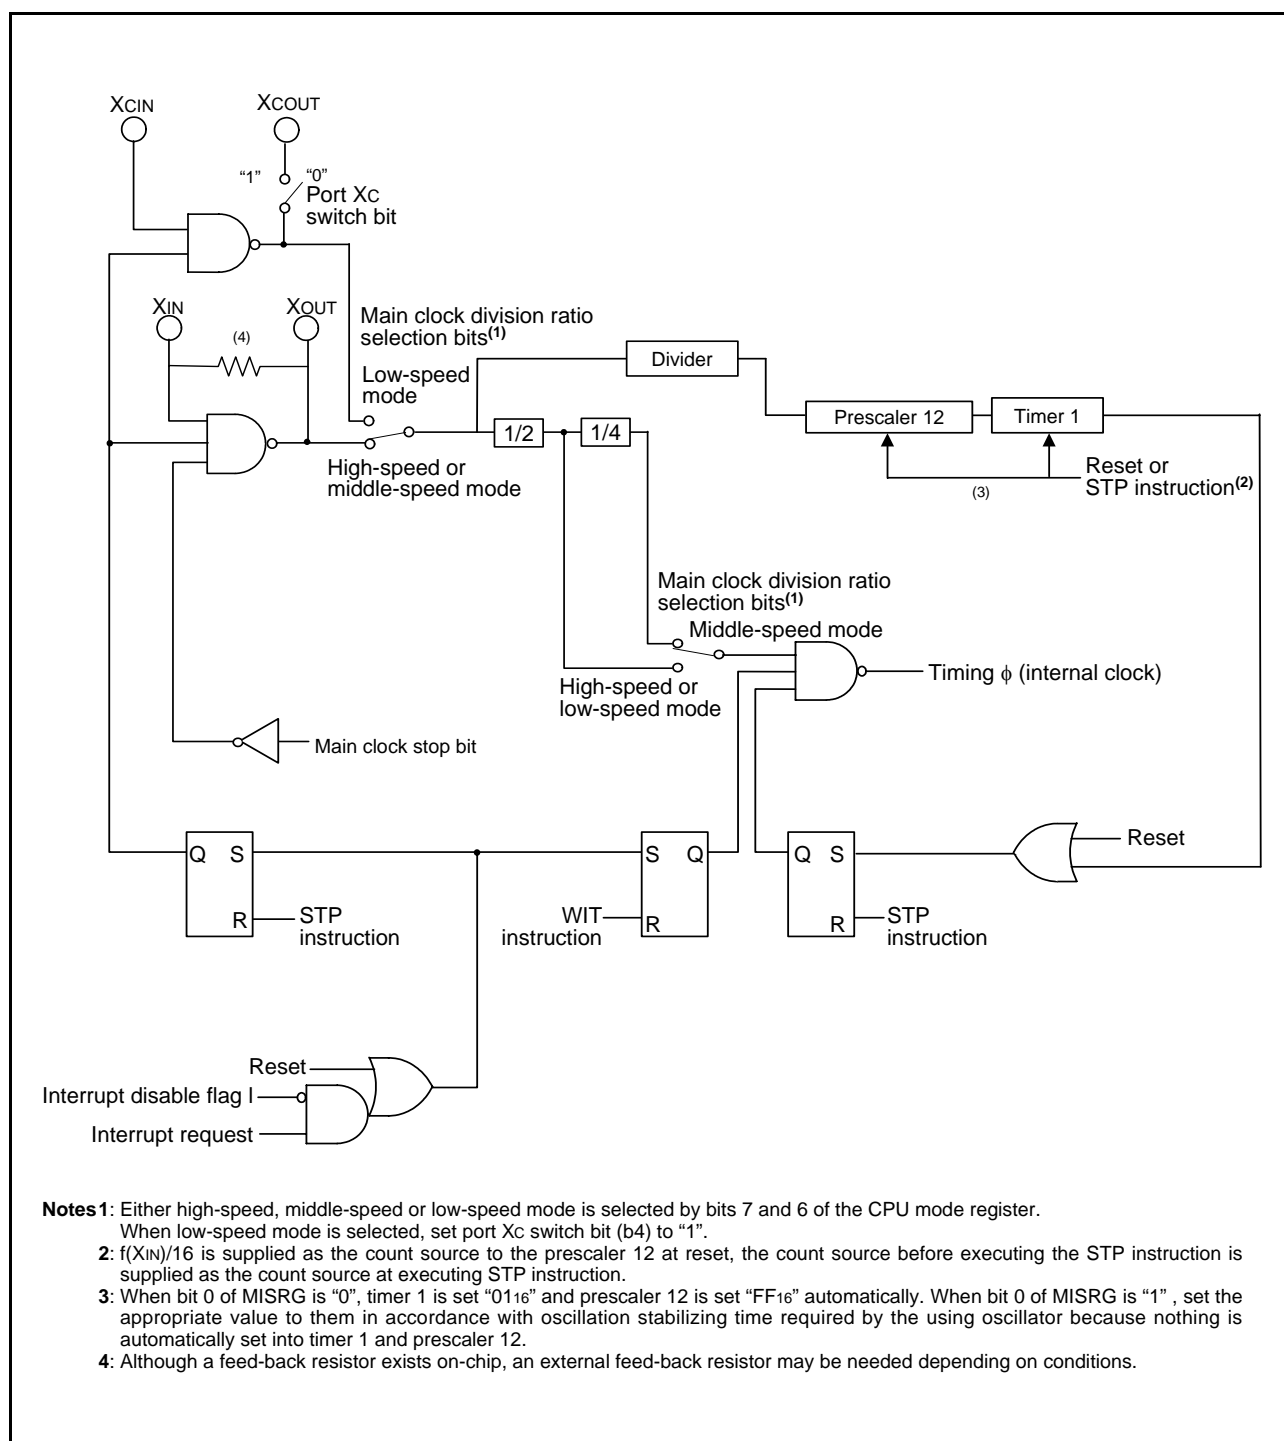 XCIN
XCOUT
“1”
“0”
Port XC
switch bit
XIN
XOUT
(4)
Main clock division ratio
selection bits(1)
Low-speed
mode
Divider
Prescaler 12
Timer 1
1/2
1/4
High-speed or
middle-speed mode
Reset or
STP instruction(2)
(3)
Main clock division ratio
selection bits(1)
Middle-speed mode
Timing ϕ (internal clock)
High-speed or
low-speed mode
Main clock stop bit
Q S
R
STP
instruction
S Q
R
WIT
instruction
Q S
R
STP
instruction
Reset
Reset
Interrupt disable flag I
Interrupt request
Notes1: Either high-speed, middle-speed or low-speed mode is selected by bits 7 and 6 of the CPU mode register.
When low-speed mode is selected, set port XC switch bit (b4) to “1”.
2: f(XIN)/16 is supplied as the count source to the prescaler 12 at reset, the count source before executing the STP instruction is
supplied as the count source at executing STP instruction.
3: When bit 0 of MISRG is “0”, timer 1 is set “0116” and prescaler 12 is set “FF16” automatically. When bit 0 of MISRG is “1” , set the
appropriate value to them in accordance with oscillation stabilizing time required by the using oscillator because nothing is
automatically set into timer 1 and prescaler 12.
4: Although a feed-back resistor exists on-chip, an external feed-back resistor may be needed depending on conditions.